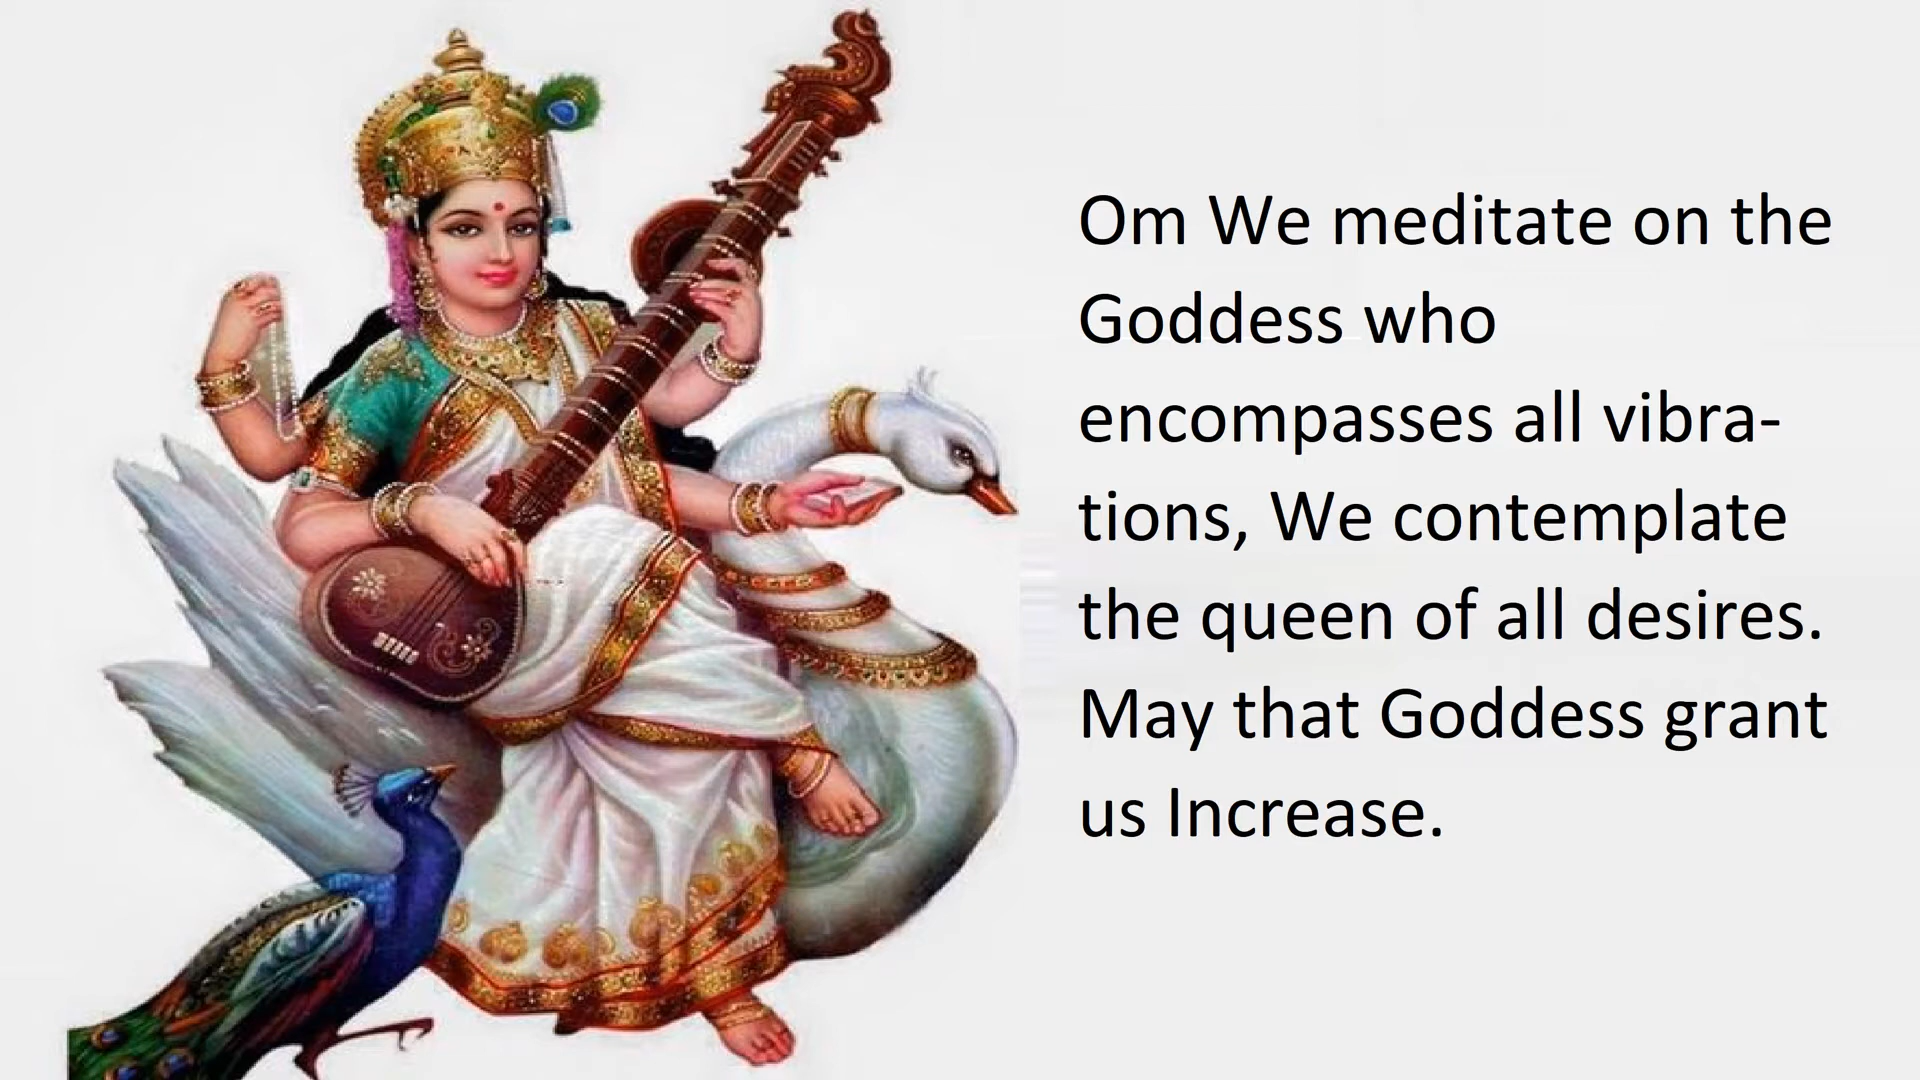 Om We meditate on the
Goddess who
encompasses all vibra-
tions, We contemplate
the queen of all desires.
May that Goddess grant
us Increase.